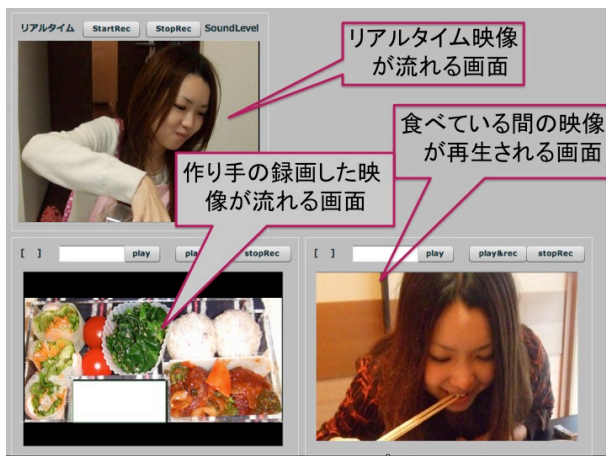 リアルタイム StartRec StopRec SoundLevel
リアルタイム映像
が流れる画面
食べている間の映像
が再生される画面
作り手の録画した映
像が流れる画面
[ ] play pla stopRec
[ ] play play&rec stopRec